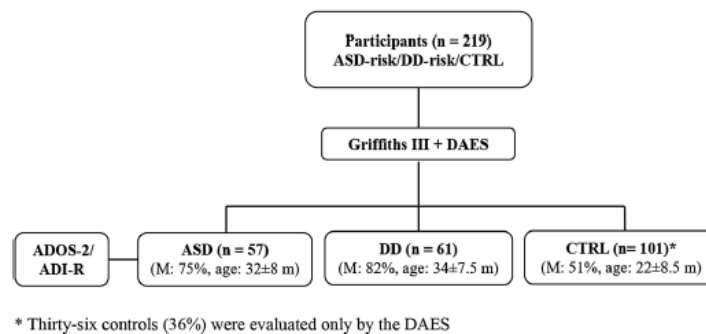 Participants (n = 219)
ASD-risk/DD-risk/CTRL
Griffiths III + DAES
ADOS-2/
ADI-R
ASD (n = 57)
(M: 75%, age: 32±8 m)
DD (n = 61)
(M: 82%, age: 34±7.5 m)
CTRL (n= 101)*
(M: 51%, age: 22±8.5 m)
* Thirty-six controls (36%) were evaluated only by the DAES